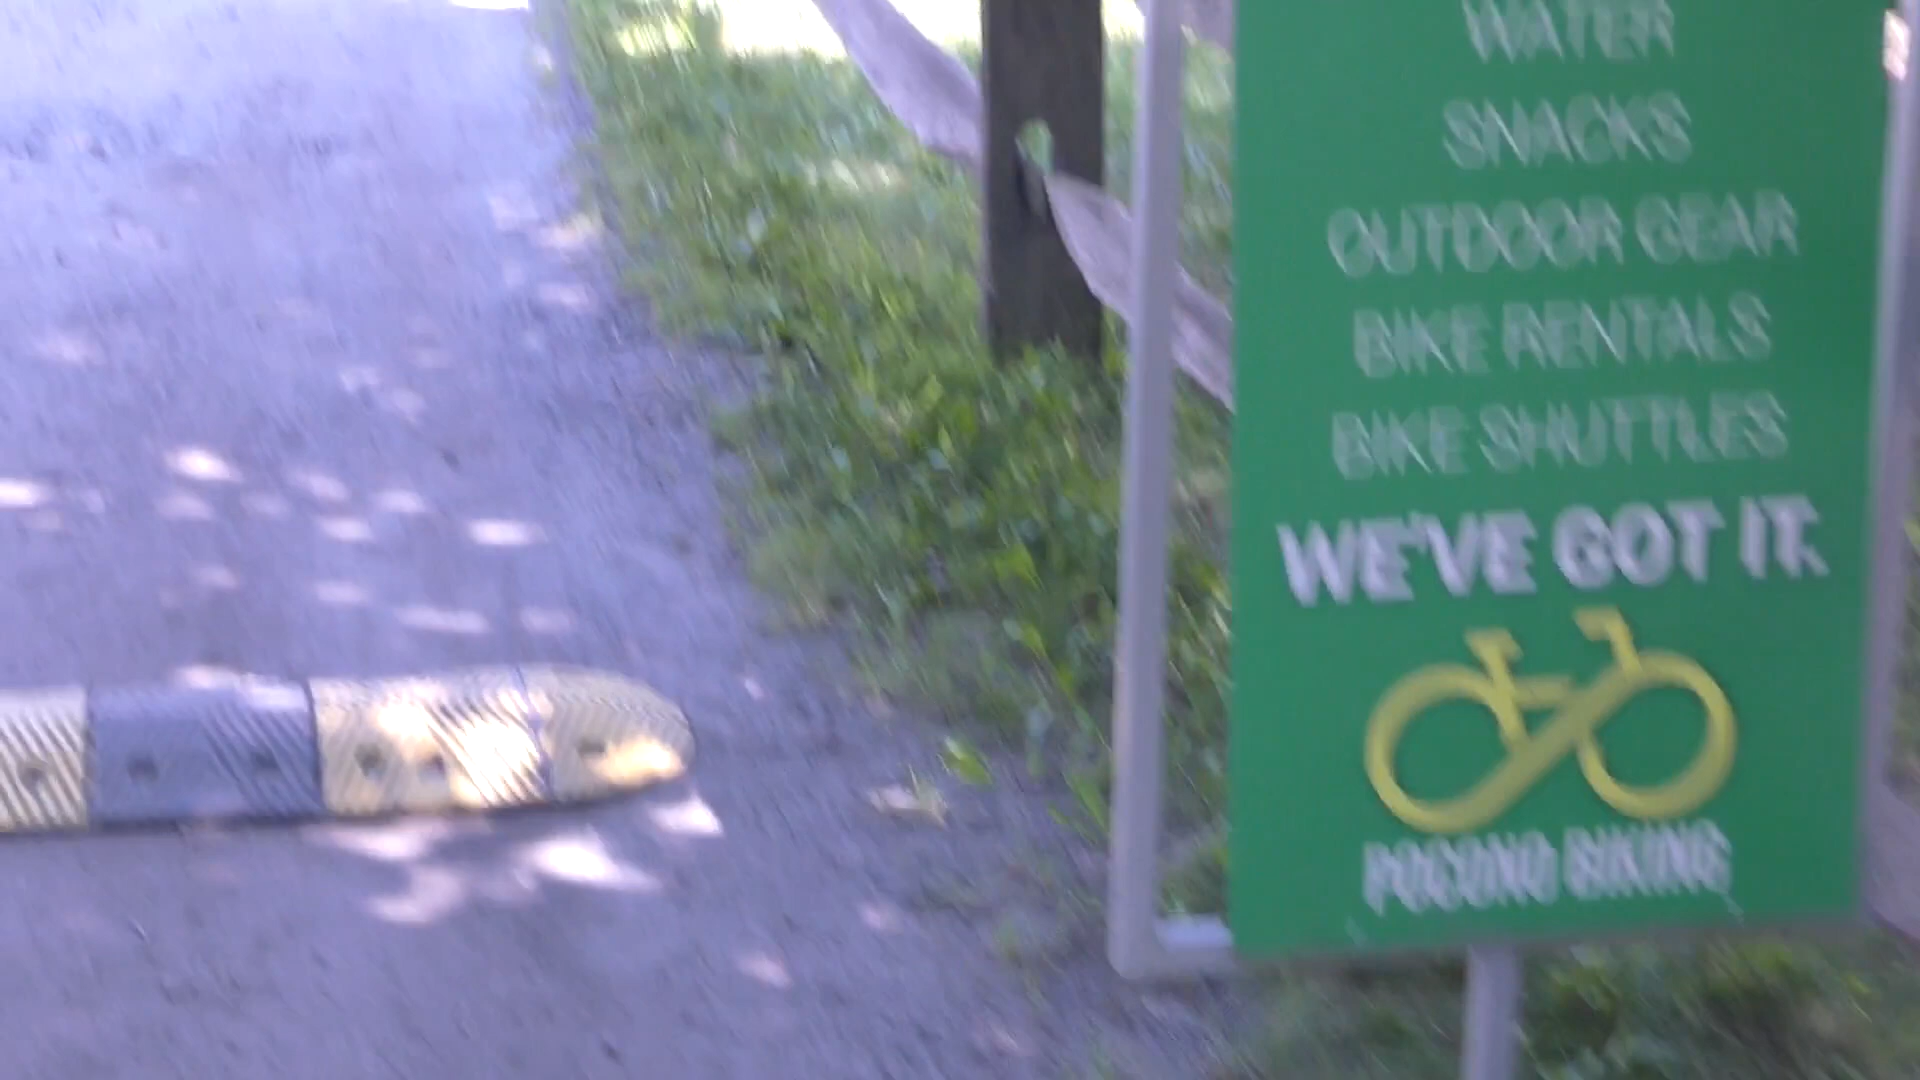 WATER
SNACKS
OUTDOOR GEAR
BIKE RENTALS
BIKE SHUTTLES
WE'VE GOT IT.
POCONO BIKING